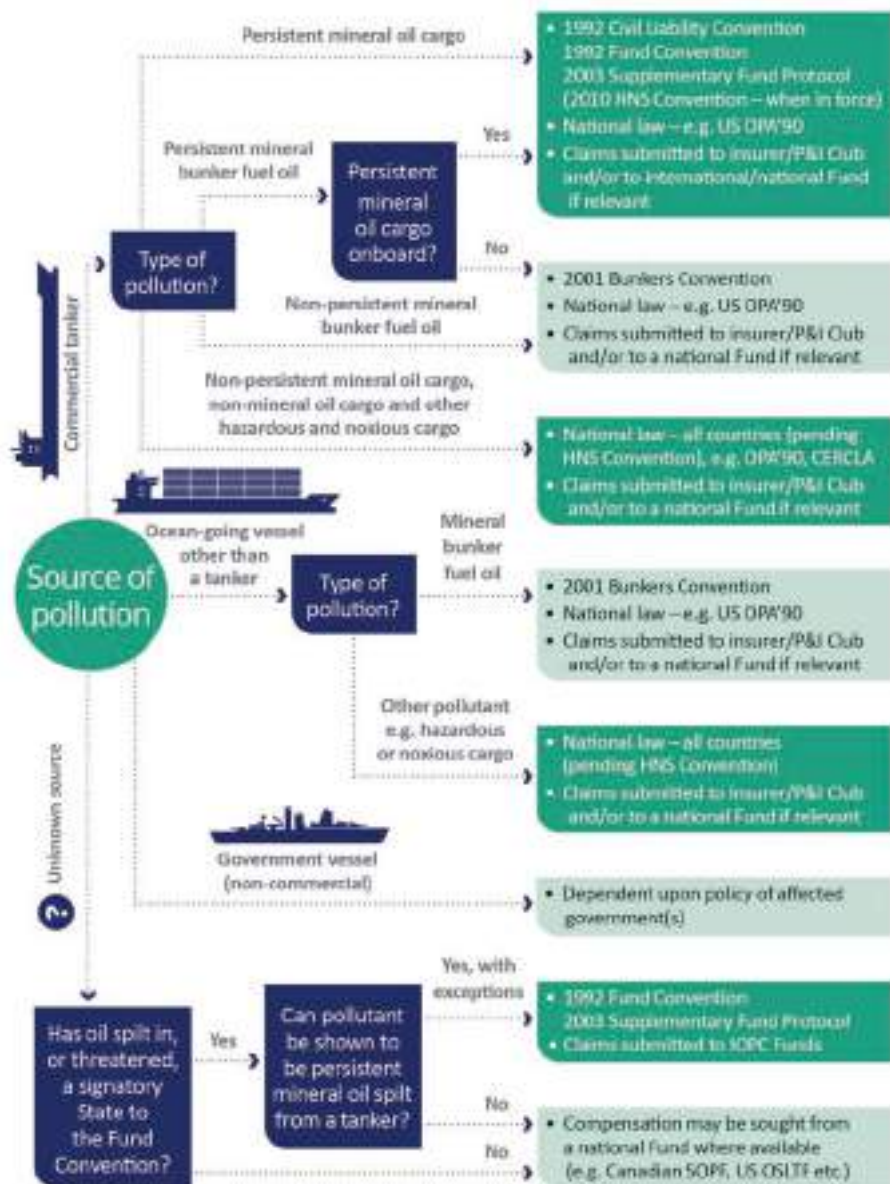 Persistent mineral oil cargo
• 1992 Civil Liability Convention
1992 Fund Convention
2003 Supplementary Fund Protocol
(2010 HNS Convention – when in force)
• National law – e.g. US OPA'90
• Claims submitted to insurer/P&I Club
and/or to international/national Fund
if relevant
Persistent mineral
bunker fuel oil
Persistent
mineral
oil cargo
onboard?
Yes
No
Type of
pollution?
Commercial tanker
• 2001 Bunkers Convention
• National law – e.g. US OPA'90
• Claims submitted to insurer/P&I Club
and/or to a national Fund if relevant
Non-persistent mineral
bunker fuel oil
Non-persistent mineral oil cargo,
non-mineral oil cargo and other
hazardous and noxious cargo
• National law – all countries (pending
HNS Convention), e.g. OPA'90, CERCLA
• Claims submitted to insurer/P&I Club
and/or to a national Fund if relevant
Source of
pollution
Ocean-going vessel
other than
a tanker
Type of
pollution?
Mineral
bunker
fuel oil
• 2001 Bunkers Convention
• National law – e.g. US OPA'90
• Claims submitted to insurer/P&I Club
and/or to a national Fund if relevant
Other pollutant
e.g. hazardous
or noxious cargo
• National law – all countries
(pending HNS Convention)
• Claims submitted to insurer/P&I Club
and/or to a national Fund if relevant
Government vessel
(non-commercial)
• Dependent upon policy of affected
government(s)
? Unknown source
Has oil spilt in,
or threatened,
a signatory
State to
the Fund
Convention?
Yes
Can pollutant
be shown to
be persistent
mineral oil spilt
from a tanker?
Yes, with
exceptions
• 1992 Fund Convention
2003 Supplementary Fund Protocol
• Claims submitted to IOPC Funds
No
No
• Compensation may be sought from
a national Fund where available
(e.g. Canadian SOPF, US OSLTF etc.)